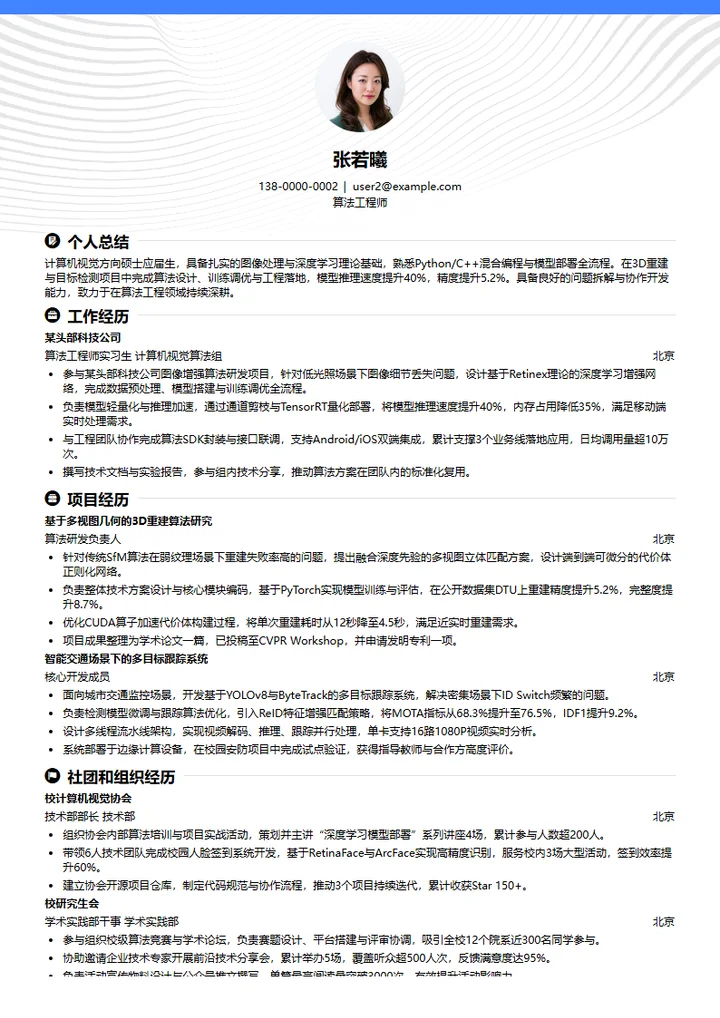 张若曦
138-0000-0002 | user2@example.com
算法工程师
个人总结
计算机视觉方向硕士应届生，具备扎实的图像处理与深度学习理论基础，熟悉Python/C++混合编程与模型部署全流程。在3D重建
与目标检测项目中完成算法设计、训练调优与工程落地，模型推理速度提升40%，精度提升5.2%。具备良好的问题拆解与协作开发
能力，致力于在算法工程领域持续深耕。
工作经历
某头部科技公司
算法工程师实习生 计算机视觉算法组 北京
• 参与某头部科技公司图像增强算法研发项目，针对低光照场景下图像细节丢失问题，设计基于Retinex理论的深度学习增强网
络，完成数据预处理、模型搭建与训练调优全流程。
• 负责模型轻量化与推理加速，通过通道剪枝与TensorRT量化部署，将模型推理速度提升40%，内存占用降低35%，满足移动端
实时处理需求。
• 与工程团队协作完成算法SDK封装与接口联调，支持Android/iOS双端集成，累计支撑3个业务线落地应用，日均调用量超10万
次。
• 撰写技术文档与实验报告，参与组内技术分享，推动算法方案在团队内的标准化复用。
项目经历
基于多视图几何的3D重建算法研究
算法研发负责人 北京
• 针对传统SfM算法在弱纹理场景下重建失败率高的问题，提出融合深度先验的多视图立体匹配方案，设计端到端可微分的代价体
正则化网络。
• 负责整体技术方案设计与核心模块编码，基于PyTorch实现模型训练与评估，在公开数据集DTU上重建精度提升5.2%，完整度提
升8.7%。
• 优化CUDA算子加速代价体构建过程，将单次重建耗时从12秒降至4.5秒，满足近实时重建需求。
• 项目成果整理为学术论文一篇，已投稿至CVPR Workshop，并申请发明专利一项。
智能交通场景下的多目标跟踪系统
核心开发成员 北京
• 面向城市交通监控场景，开发基于YOLOv8与ByteTrack的多目标跟踪系统，解决密集场景下ID Switch频繁的问题。
• 负责检测模型微调与跟踪算法优化，引入ReID特征增强匹配策略，将MOTA指标从68.3%提升至76.5%，IDF1提升9.2%。
• 设计多线程流水线架构，实现视频解码、推理、跟踪并行处理，单卡支持16路1080P视频实时分析。
• 系统部署于边缘计算设备，在校园安防项目中完成试点验证，获得指导教师与合作方高度评价。
社团和组织经历
校计算机视觉协会
技术部部长 技术部 北京
• 组织协会内部算法培训与项目实战活动，策划并主讲“深度学习模型部署”系列讲座4场，累计参与人数超200人。
• 带领6人技术团队完成校园人脸签到系统开发，基于RetinaFace与ArcFace实现高精度识别，服务校内3场大型活动，签到效率提
升60%。
• 建立协会开源项目仓库，制定代码规范与协作流程，推动3个项目持续迭代，累计收获Star 150+。
校研究生会
学术实践部干事 学术实践部 北京
• 参与组织校级算法竞赛与学术论坛，负责赛题设计、平台搭建与评审协调，吸引全校12个院系近300名同学参与。
• 协助邀请企业技术专家开展前沿技术分享会，累计举办5场，覆盖听众超500人次，反馈满意度达95%。
• 负责活动宣传物料设计与公众号推文撰写，单篇最高阅读量突破3000次，有效提升活动影响力